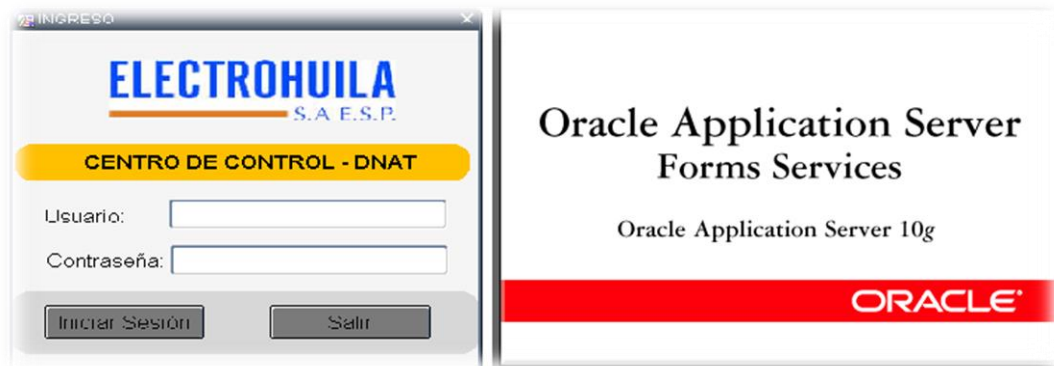 INGRESO
ELECTROHUILA
S.A E.S.P.
CENTRO DE CONTROL - DNAT
Usuario:
Contraseña:
Iniciar Sesión
Salir
Oracle Application Server
Forms Services
Oracle Application Server 10g
ORACLE